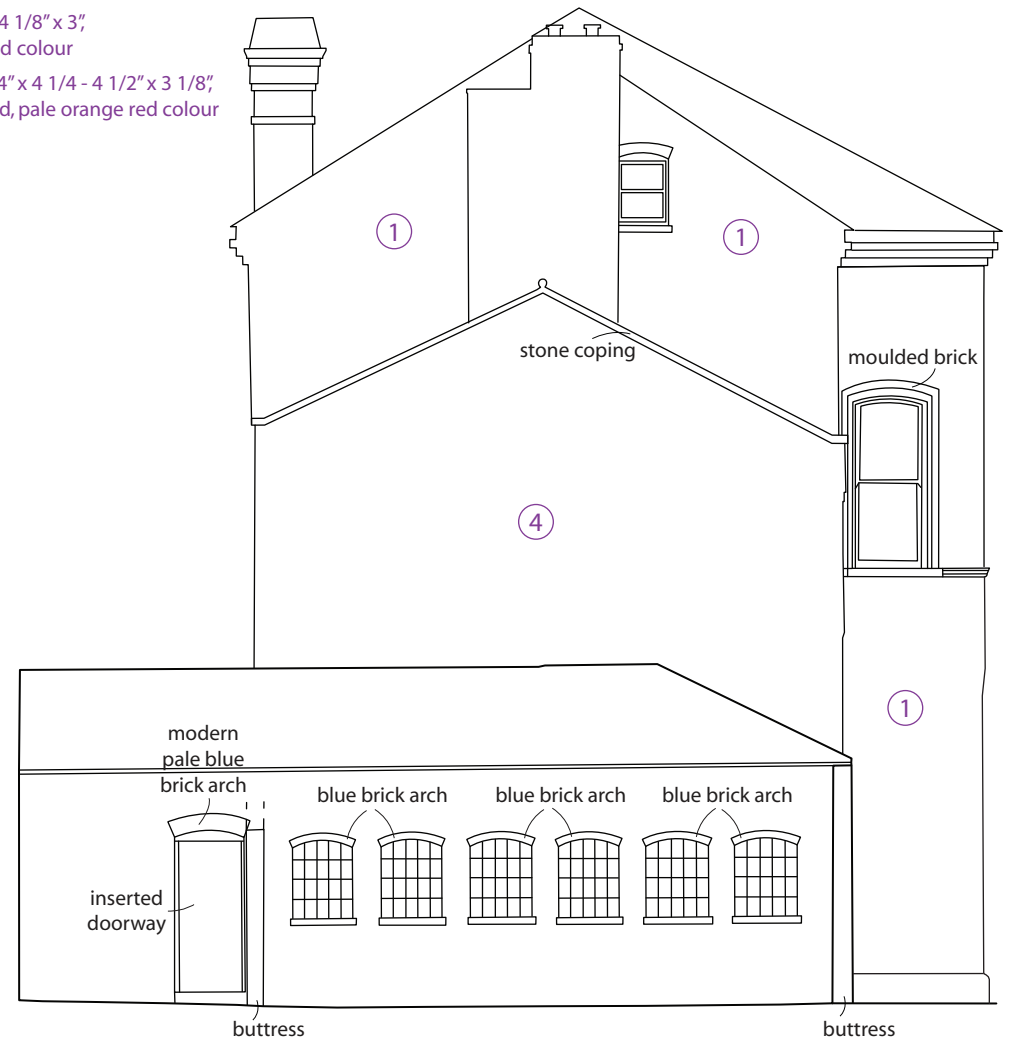 4 1/8” x 3”,
d colour
4” x 4 1/4 - 4 1/2” x 3 1/8”,
d, pale orange red colour
1
1
stone coping
moulded brick
4
1
modern
pale blue
brick arch
blue brick arch
blue brick arch
blue brick arch
inserted
doorway
buttress
buttress